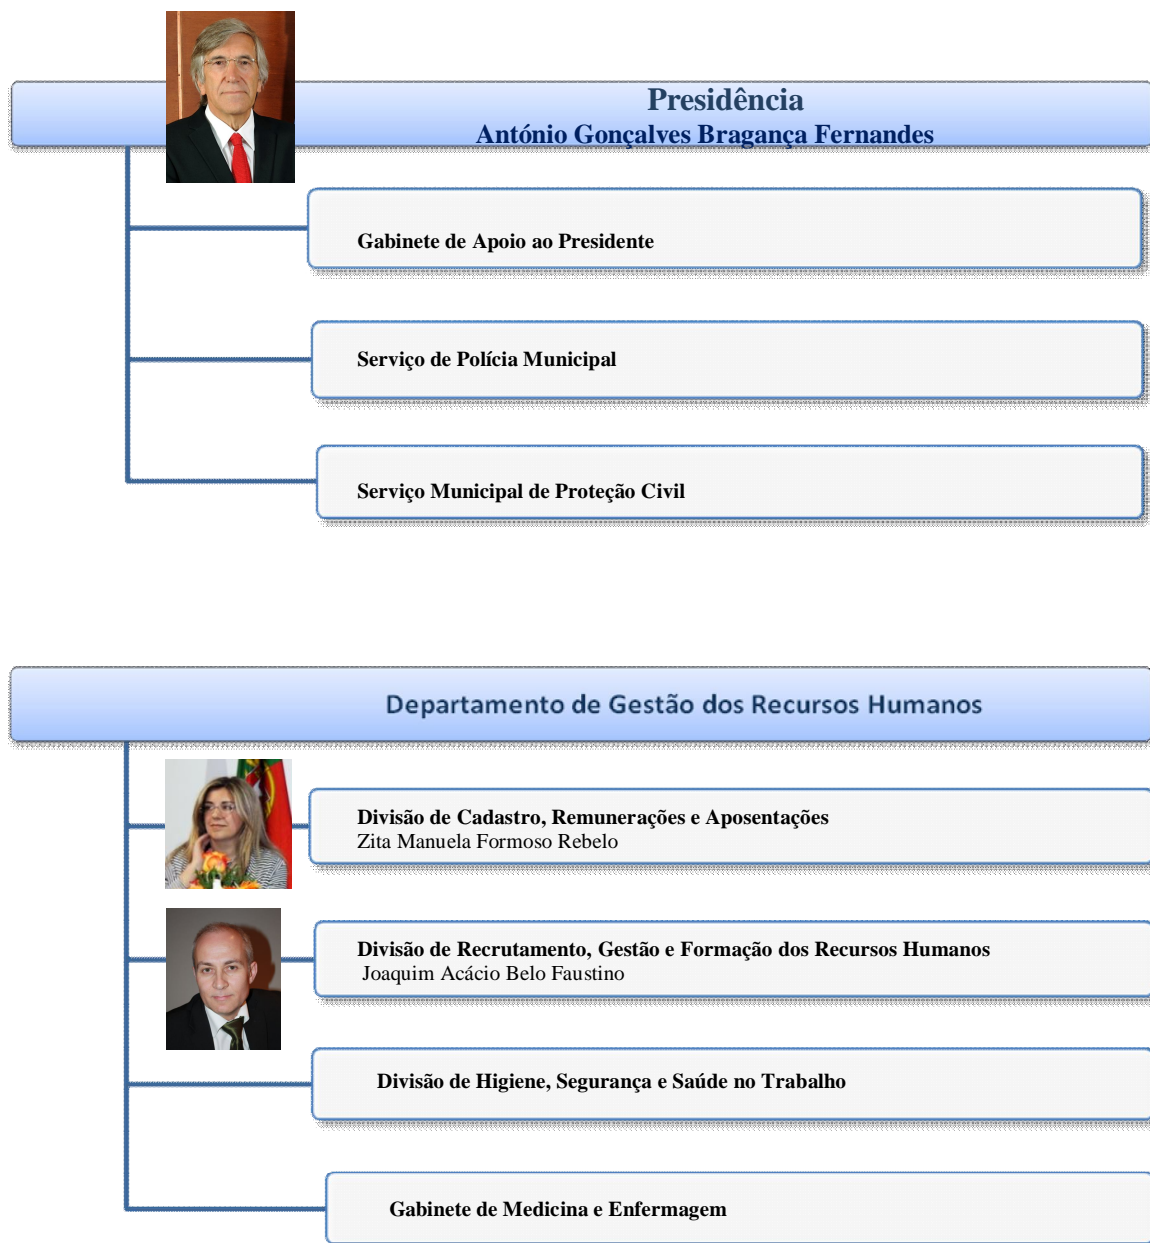 Presidência
António Gonçalves Bragança Fernandes
Gabinete de Apoio ao Presidente
Serviço de Polícia Municipal
Serviço Municipal de Proteção Civil
Departamento de Gestão dos Recursos Humanos
Divisão de Cadastro, Remunerações e Aposentações
Zita Manuela Formoso Rebelo
Divisão de Recrutamento, Gestão e Formação dos Recursos Humanos
Joaquim Acácio Belo Faustino
Divisão de Higiene, Segurança e Saúde no Trabalho
Gabinete de Medicina e Enfermagem